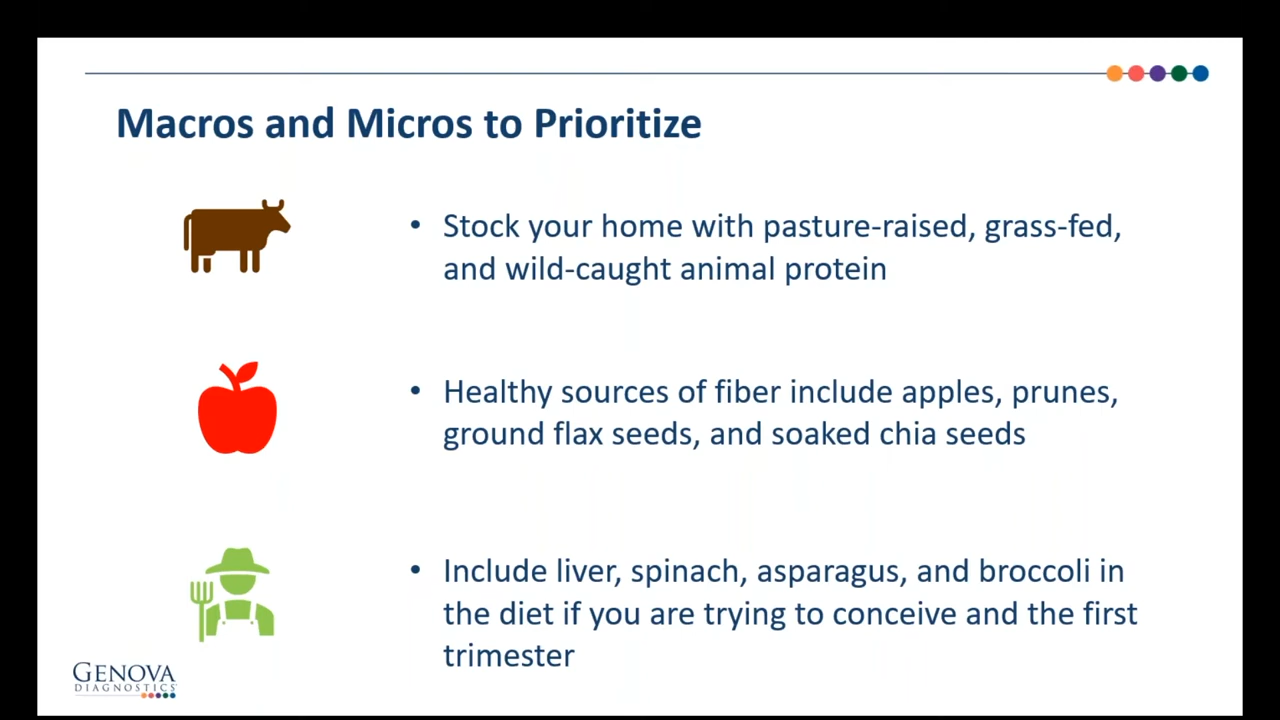 Macros and Micros to Prioritize
• Stock your home with pasture-raised, grass-fed,
and wild-caught animal protein
• Healthy sources of fiber include apples, prunes,
ground flax seeds, and soaked chia seeds
• Include liver, spinach, asparagus, and broccoli in
the diet if you are trying to conceive and the first
trimester
GENOVA
DIAGNOSTICS